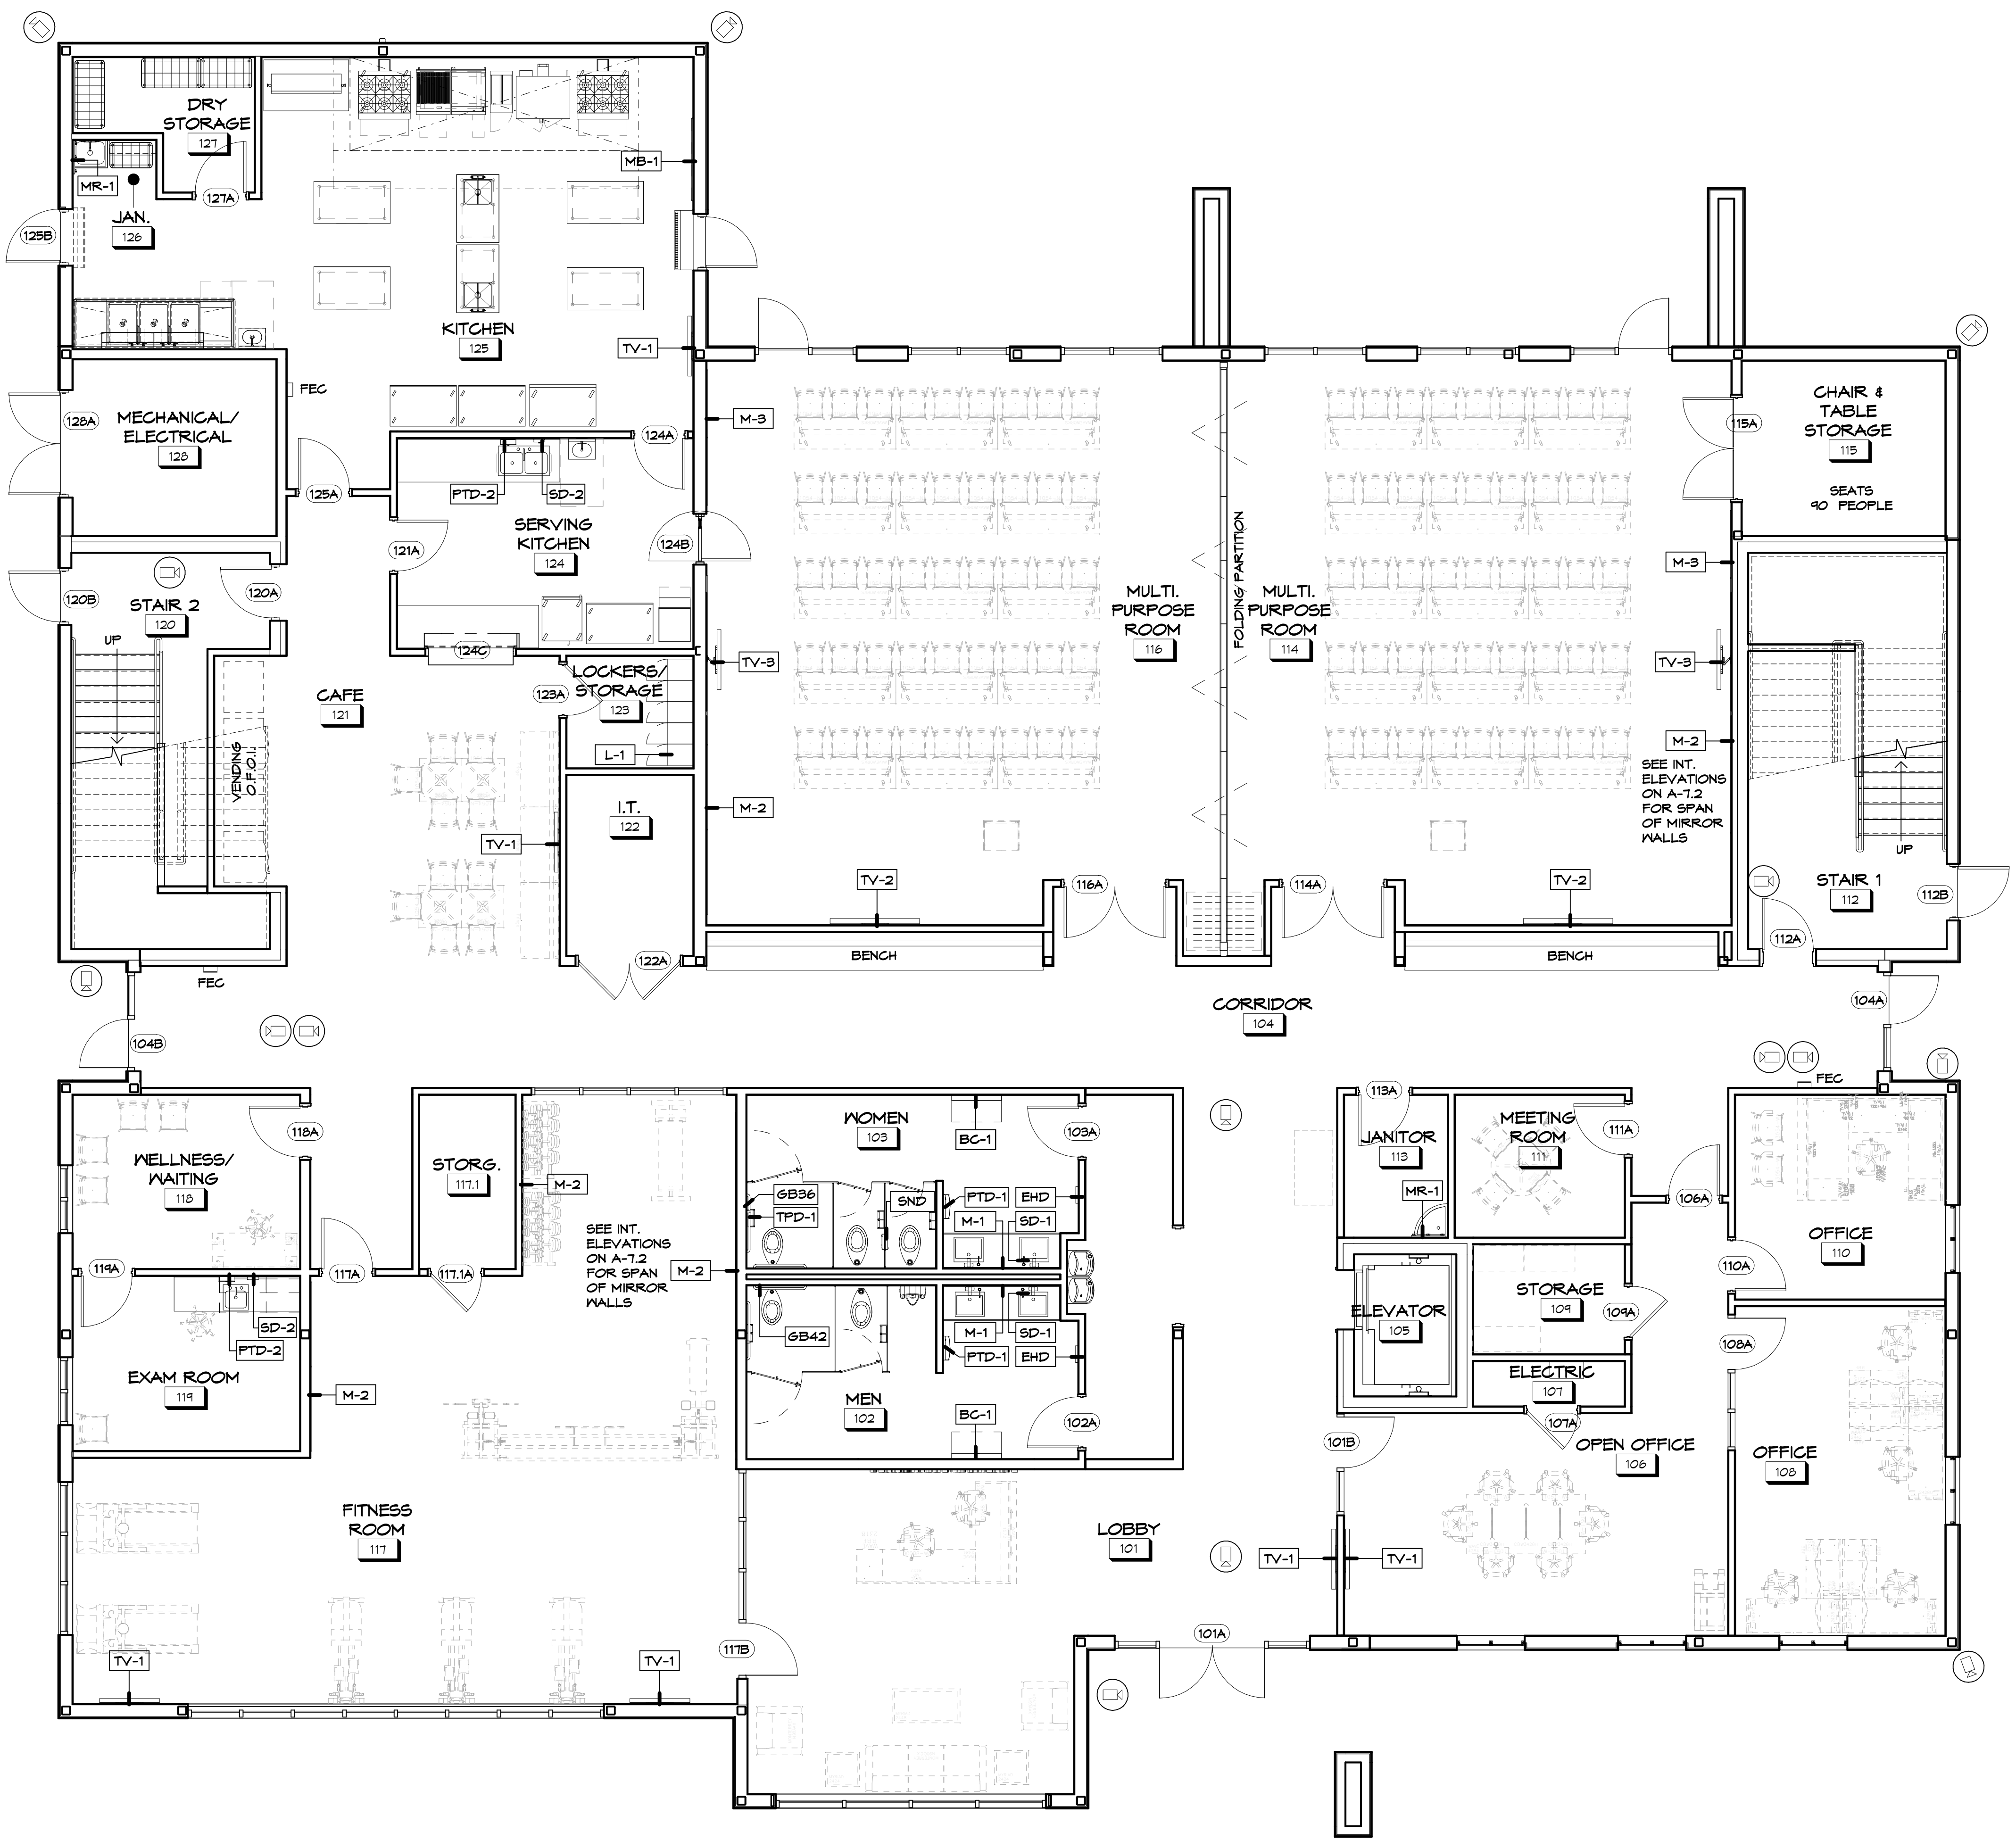 DRY
STORAGE
127
127A
MR-1
JAN.
126
125B
MB-1
KITCHEN
125
TV-1
FEC
MECHANICAL/
ELECTRICAL
128
128A
125A
124A
M-3
PTD-2
SD-2
SERVING
KITCHEN
124
121A
124B
120A
120B
STAIR 2
120
UP
124C
LOCKERS/
STORAGE
123
123A
L-1
CAFE
121
VENDING
O.F.O.I.
I.T.
122
TV-1
122A
FEC
TV-3
M-2
MULTI.
PURPOSE
ROOM
116
FOLDING PARTITION
MULTI.
PURPOSE
ROOM
114
TV-2
116A
114A
TV-2
BENCH
BENCH
CHAIR &
TABLE
STORAGE
115
SEATS
90 PEOPLE
115A
M-3
TV-3
M-2
SEE INT.
ELEVATIONS
ON A-7.2
FOR SPAN
OF MIRROR
WALLS
UP
STAIR 1
112
112B
112A
CORRIDOR
104
104A
104B
FEC
118A
WELLNESS/
WAITING
118
STORG.
117.1
M-2
119A
117A
117.1A
SEE INT.
ELEVATIONS
ON A-7.2
FOR SPAN
OF MIRROR
WALLS
M-2
SD-2
PTD-2
EXAM ROOM
119
M-2
WOMEN
103
BC-1
103A
GB36
TPD-1
SND
PTD-1
EHD
M-1
SD-1
GB42
M-1
SD-1
PTD-1
EHD
MEN
102
BC-1
102A
113A
JANITOR
113
MR-1
MEETING
ROOM
111
111A
106A
OFFICE
110
110A
STORAGE
109
109A
ELEVATOR
105
108A
ELECTRIC
107
107A
101B
OPEN OFFICE
106
OFFICE
108
FITNESS
ROOM
117
LOBBY
101
TV-1
TV-1
TV-1
TV-1
117B
101A